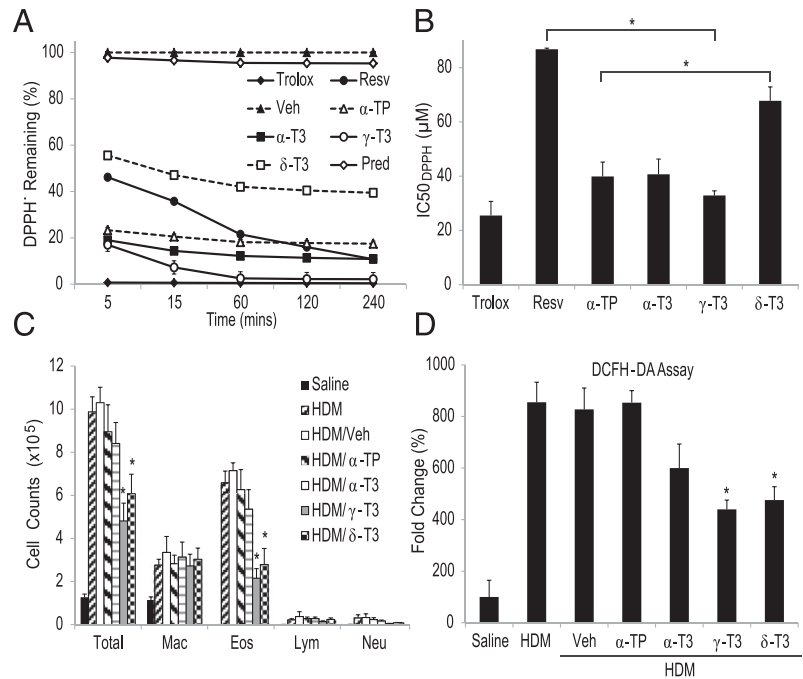 A
DPPH· Remaining (%)
100
80
60
40
20
0
Trolox
Resv
Veh
α-TP
α-T3
γ-T3
δ-T3
Pred
5
15
60
120
240
Time (mins)
B
IC50 DPPH (µM)
80
60
40
20
0
*
*
Trolox
Resv
α-TP
α-T3
γ-T3
δ-T3
C
Cell Counts (x10⁵)
12
10
8
6
4
2
0
Saline
HDM
HDM/Veh
HDM/ α-TP
HDM/ α-T3
HDM/ γ-T3
HDM/ δ-T3
*
*
*
*
Total
Mac
Eos
Lym
Neu
D
DCFH-DA Assay
Fold Change (%)
1000
800
600
400
200
0
*
*
Saline
HDM
Veh
α-TP
α-T3
γ-T3
δ-T3
HDM